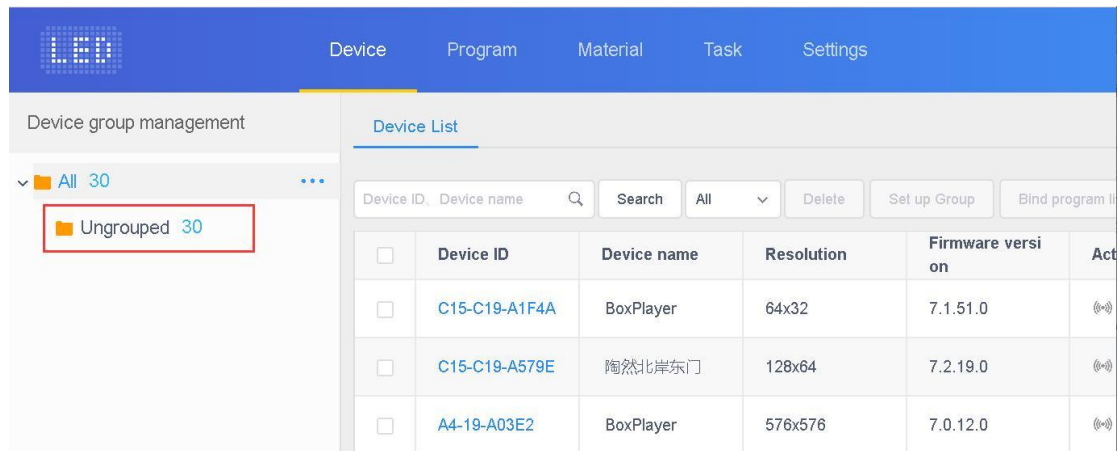 LED
Device Program Material Task Settings
Device group management
Device List
All 30
Ungrouped 30
Device ID、Device name Search All Delete Set up Group Bind program li
Device ID Device name Resolution Firmware versi
on Act
C15-C19-A1F4A BoxPlayer 64x32 7.1.51.0
C15-C19-A579E 陶然北岸东门 128x64 7.2.19.0
A4-19-A03E2 BoxPlayer 576x576 7.0.12.0